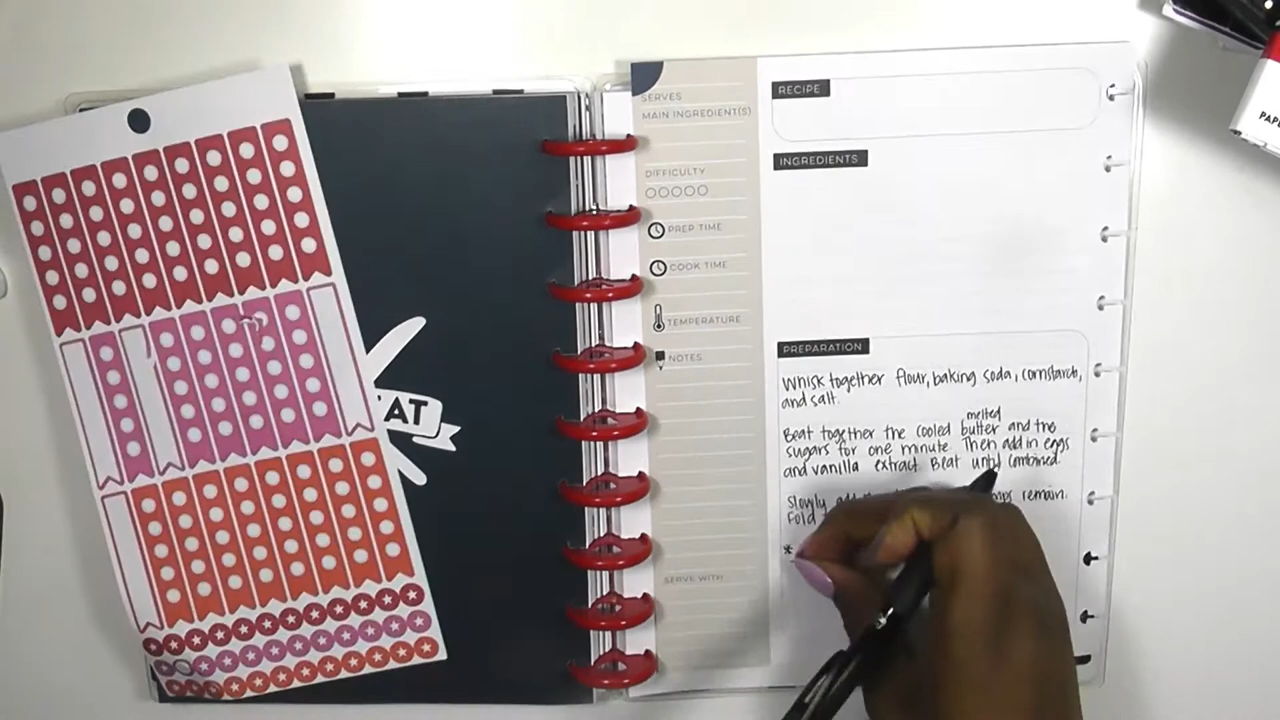 PAP
SERVES
MAIN INGREDIENT(S)
DIFFICULTY
PREP TIME
COOK TIME
TEMPERATURE
NOTES
SERVE WITH
RECIPE
INGREDIENTS
PREPARATION
Whisk together flour, baking soda, cornstarch,
and salt.
melted
Beat together the cooled butter and the
sugars for one minute. Then add in eggs
and vanilla extract. Beat until combined.
Slowly remain.
Fold
*